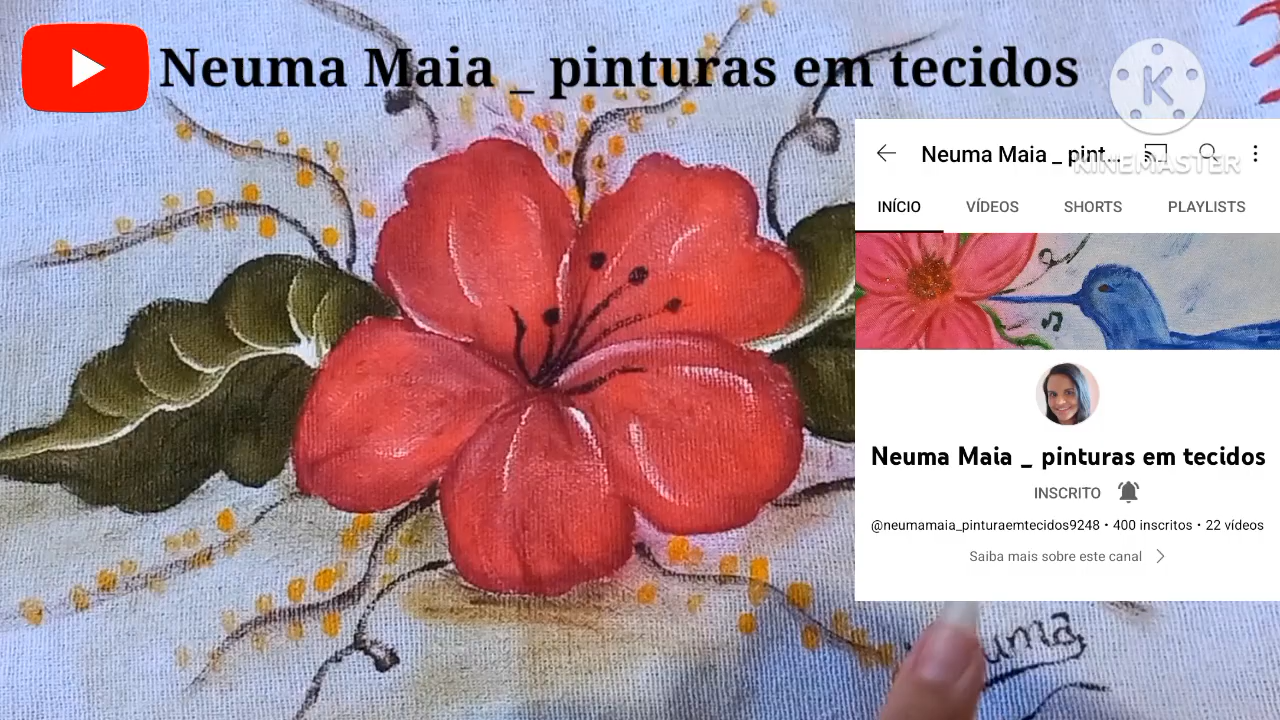 Neuma Maia _ pinturas em tecidos
K
KINEMASTER
Neuma Maia _ pint...
INÍCIO VÍDEOS SHORTS PLAYLISTS
Neuma Maia _ pinturas em tecidos
INSCRITO
@neumamaia_pinturaemtecidos9248 • 400 inscritos • 22 vídeos
Saiba mais sobre este canal